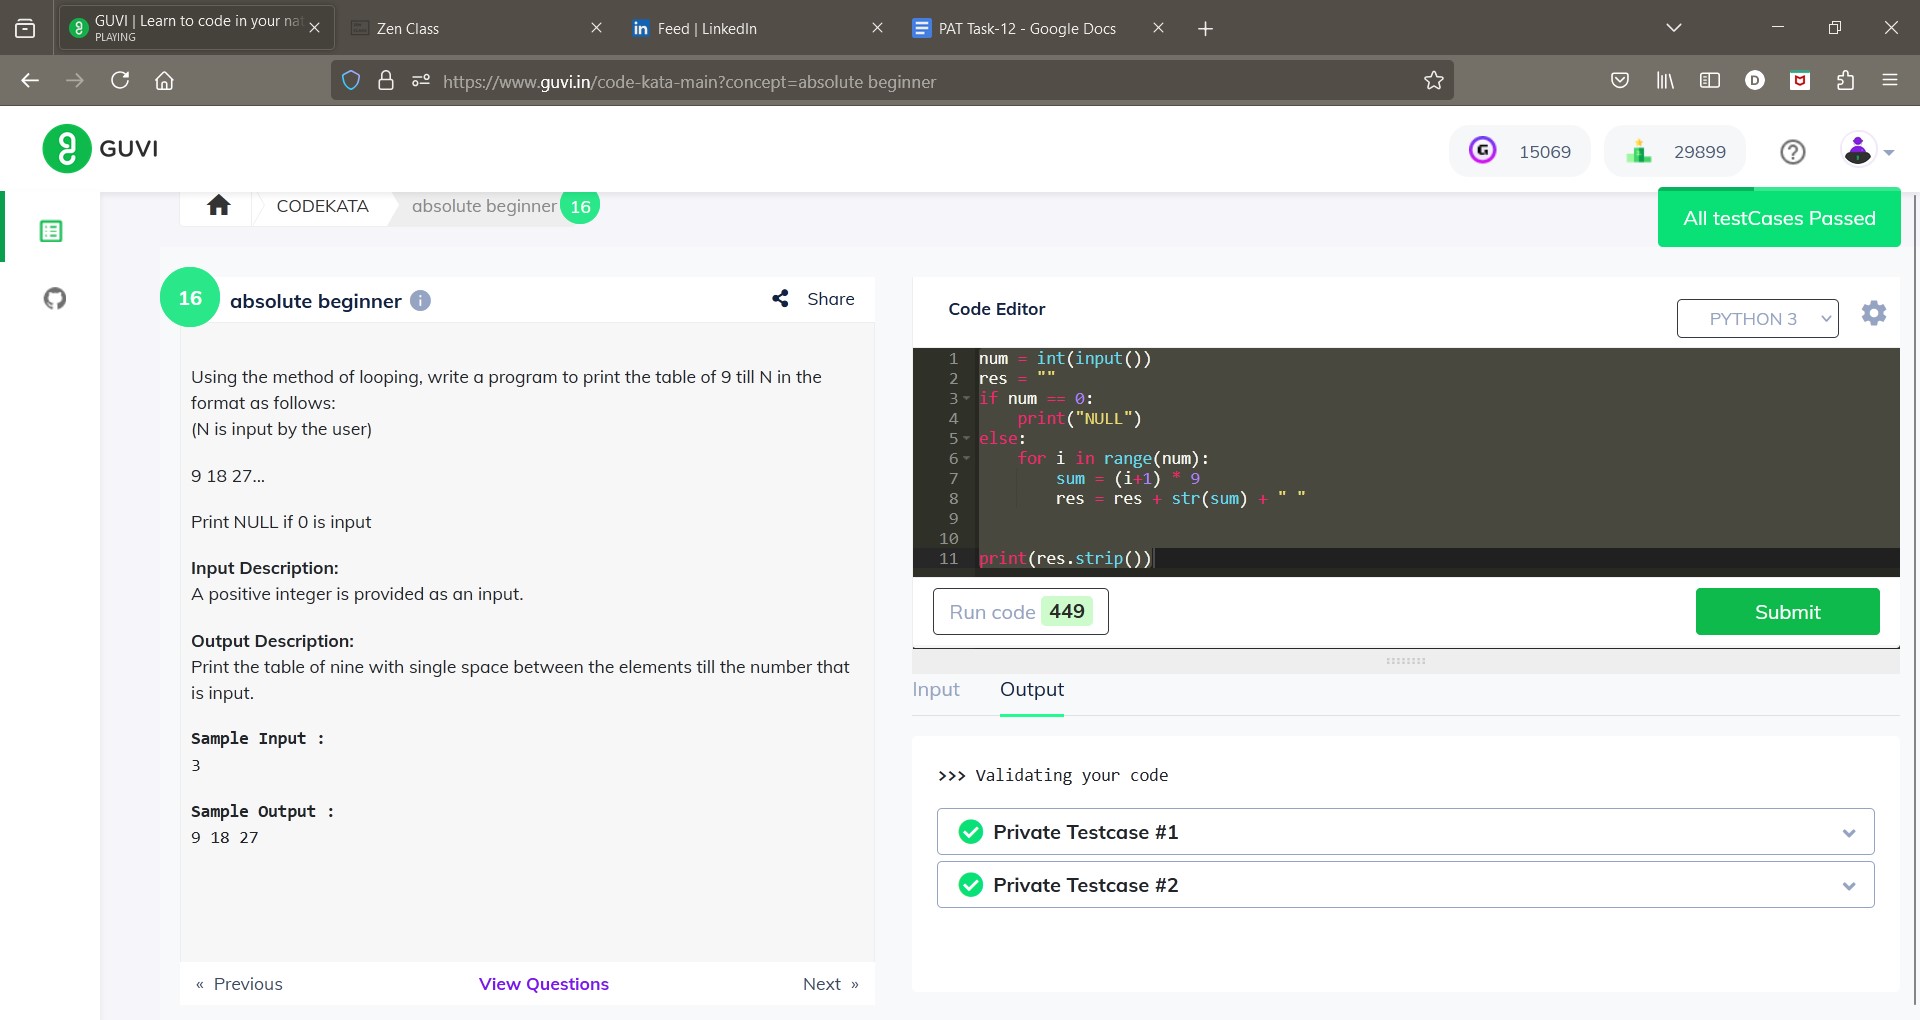 GUVI | Learn to code in your nat
PLAYING
Zen Class
in Feed | LinkedIn
PAT Task-12 - Google Docs
https://www.guvi.in/code-kata-main?concept=absolute beginner
D
GUVI
G 15069
29899
?
CODEKATA
absolute beginner 16
All testCases Passed
16 absolute beginner i
Share
Using the method of looping, write a program to print the table of 9 till N in the
format as follows:
(N is input by the user)
9 18 27...
Print NULL if 0 is input
Input Description:
A positive integer is provided as an input.
Output Description:
Print the table of nine with single space between the elements till the number that
is input.
Sample Input :
3
Sample Output :
9 18 27
« Previous
View Questions
Next »
Code Editor
PYTHON 3
1 num = int(input())
2 res = ""
3 if num == 0:
4     print("NULL")
5 else:
6     for i in range(num):
7         sum = (i+1) * 9
8         res = res + str(sum) + " "
9
10
11 print(res.strip())
Run code 449
Submit
Input
Output
>>> Validating your code
Private Testcase #1
Private Testcase #2